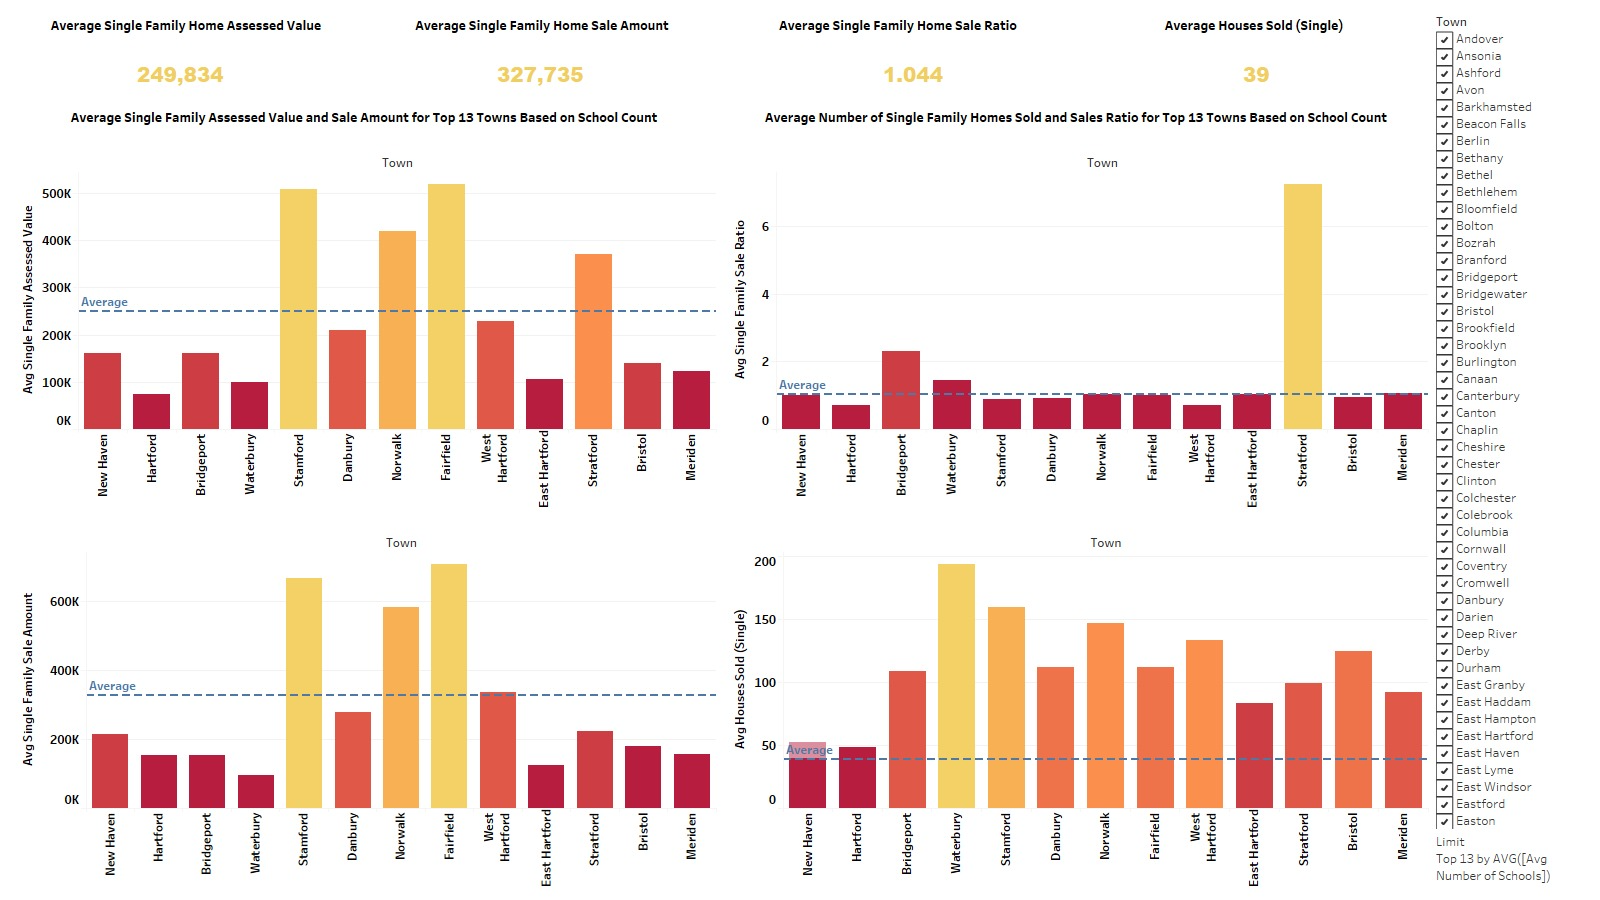 Average Single Family Home Assessed Value
Average Single Family Home Sale Amount
Average Single Family Home Sale Ratio
Average Houses Sold (Single)
249,834
327,735
1.044
39
Average Single Family Assessed Value and Sale Amount for Top 13 Towns Based on School Count
Town
Avg Single Family Assessed Value
500K
400K
300K
200K
100K
0K
Average
New Haven
Hartford
Bridgeport
Waterbury
Stamford
Danbury
Norwalk
Fairfield
West
Hartford
East Hartford
Stratford
Bristol
Meriden
Town
Avg Single Family Sale Amount
600K
400K
200K
0K
Average
New Haven
Hartford
Bridgeport
Waterbury
Stamford
Danbury
Norwalk
Fairfield
West
Hartford
East Hartford
Stratford
Bristol
Meriden
Average Number of Single Family Homes Sold and Sales Ratio for Top 13 Towns Based on School Count
Town
Avg Single Family Sale Ratio
6
4
2
0
Average
New Haven
Hartford
Bridgeport
Waterbury
Stamford
Danbury
Norwalk
Fairfield
West
Hartford
East Hartford
Stratford
Bristol
Meriden
Town
Avg Houses Sold (Single)
200
150
100
50
0
Average
New Haven
Hartford
Bridgeport
Waterbury
Stamford
Danbury
Norwalk
Fairfield
West
Hartford
East Hartford
Stratford
Bristol
Meriden
Town
Andover
Ansonia
Ashford
Avon
Barkhamsted
Beacon Falls
Berlin
Bethany
Bethel
Bethlehem
Bloomfield
Bolton
Bozrah
Branford
Bridgeport
Bridgewater
Bristol
Brookfield
Brooklyn
Burlington
Canaan
Canterbury
Canton
Chaplin
Cheshire
Chester
Clinton
Colchester
Colebrook
Columbia
Cornwall
Coventry
Cromwell
Danbury
Darien
Deep River
Derby
Durham
East Granby
East Haddam
East Hampton
East Hartford
East Haven
East Lyme
East Windsor
Eastford
Easton
Limit
Top 13 by AVG([Avg
Number of Schools])